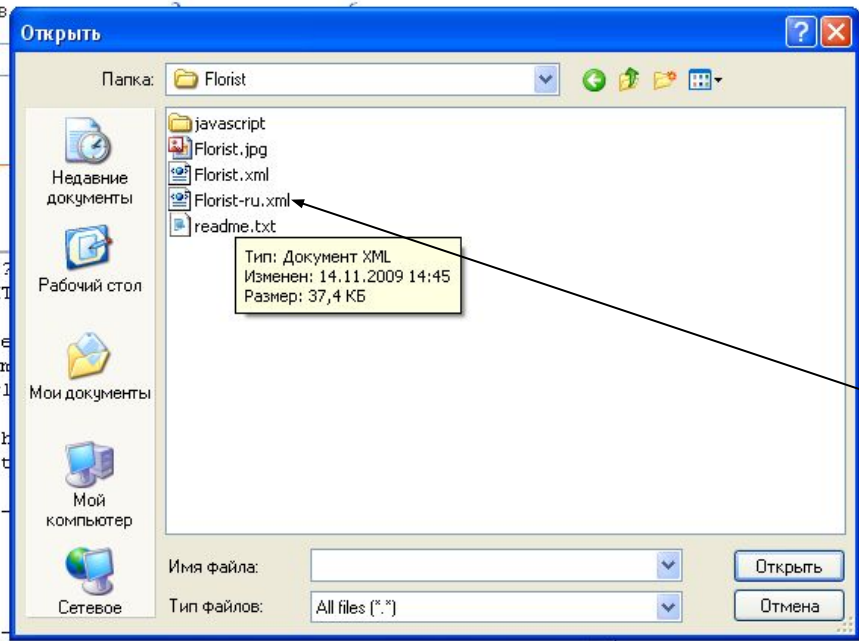 Открыть
Папка:
Florist
javascript
Florist.jpg
Florist.xml
Florist-ru.xml
readme.txt
Тип: Документ XML
Изменен: 14.11.2009 14:45
Размер: 37,4 КБ
Недавние
документы
Рабочий стол
Мои документы
Мой
компьютер
Сетевое
Имя файла:
Открыть
Тип файлов:
All files (*.*)
Отмена